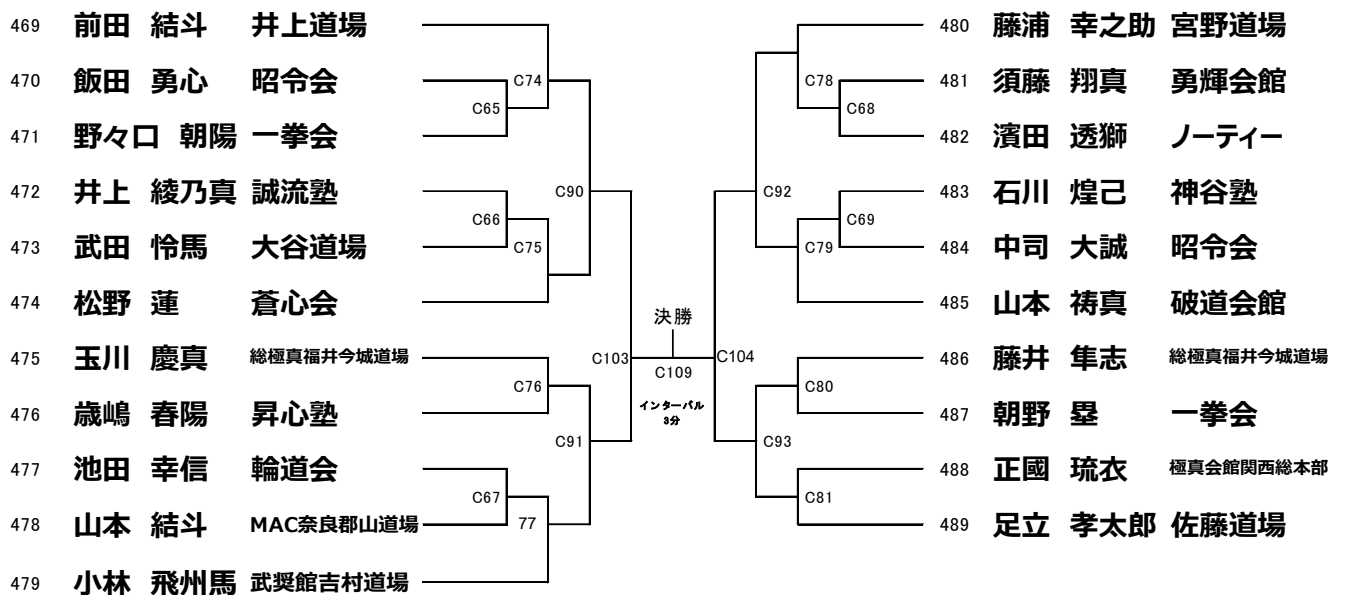 469 前田 結斗 井上道場
470 飯田 勇心 昭令会
471 野々口 朝陽 一拳会
472 井上 綾乃真 誠流塾
473 武田 怜馬 大谷道場
474 松野 蓮 蒼心会
475 玉川 慶真 総極真福井今城道場
476 歳嶋 春陽 昇心塾
477 池田 幸信 輪道会
478 山本 結斗 MAC奈良郡山道場
479 小林 飛州馬 武奨館吉村道場
C74
C65
C90
C66
C75
C103
C76
C91
C67
77
決勝
C109
インターバル
3分
C104
C78
C68
C92
C69
C79
C80
C93
C81
480 藤浦 幸之助 宮野道場
481 須藤 翔真 勇輝会館
482 濱田 透獅 ノーティー
483 石川 煌己 神谷塾
484 中司 大誠 昭令会
485 山本 祷真 破道会館
486 藤井 隼志 総極真福井今城道場
487 朝野 塁 一拳会
488 正國 琉衣 極真会館関西総本部
489 足立 孝太郎 佐藤道場